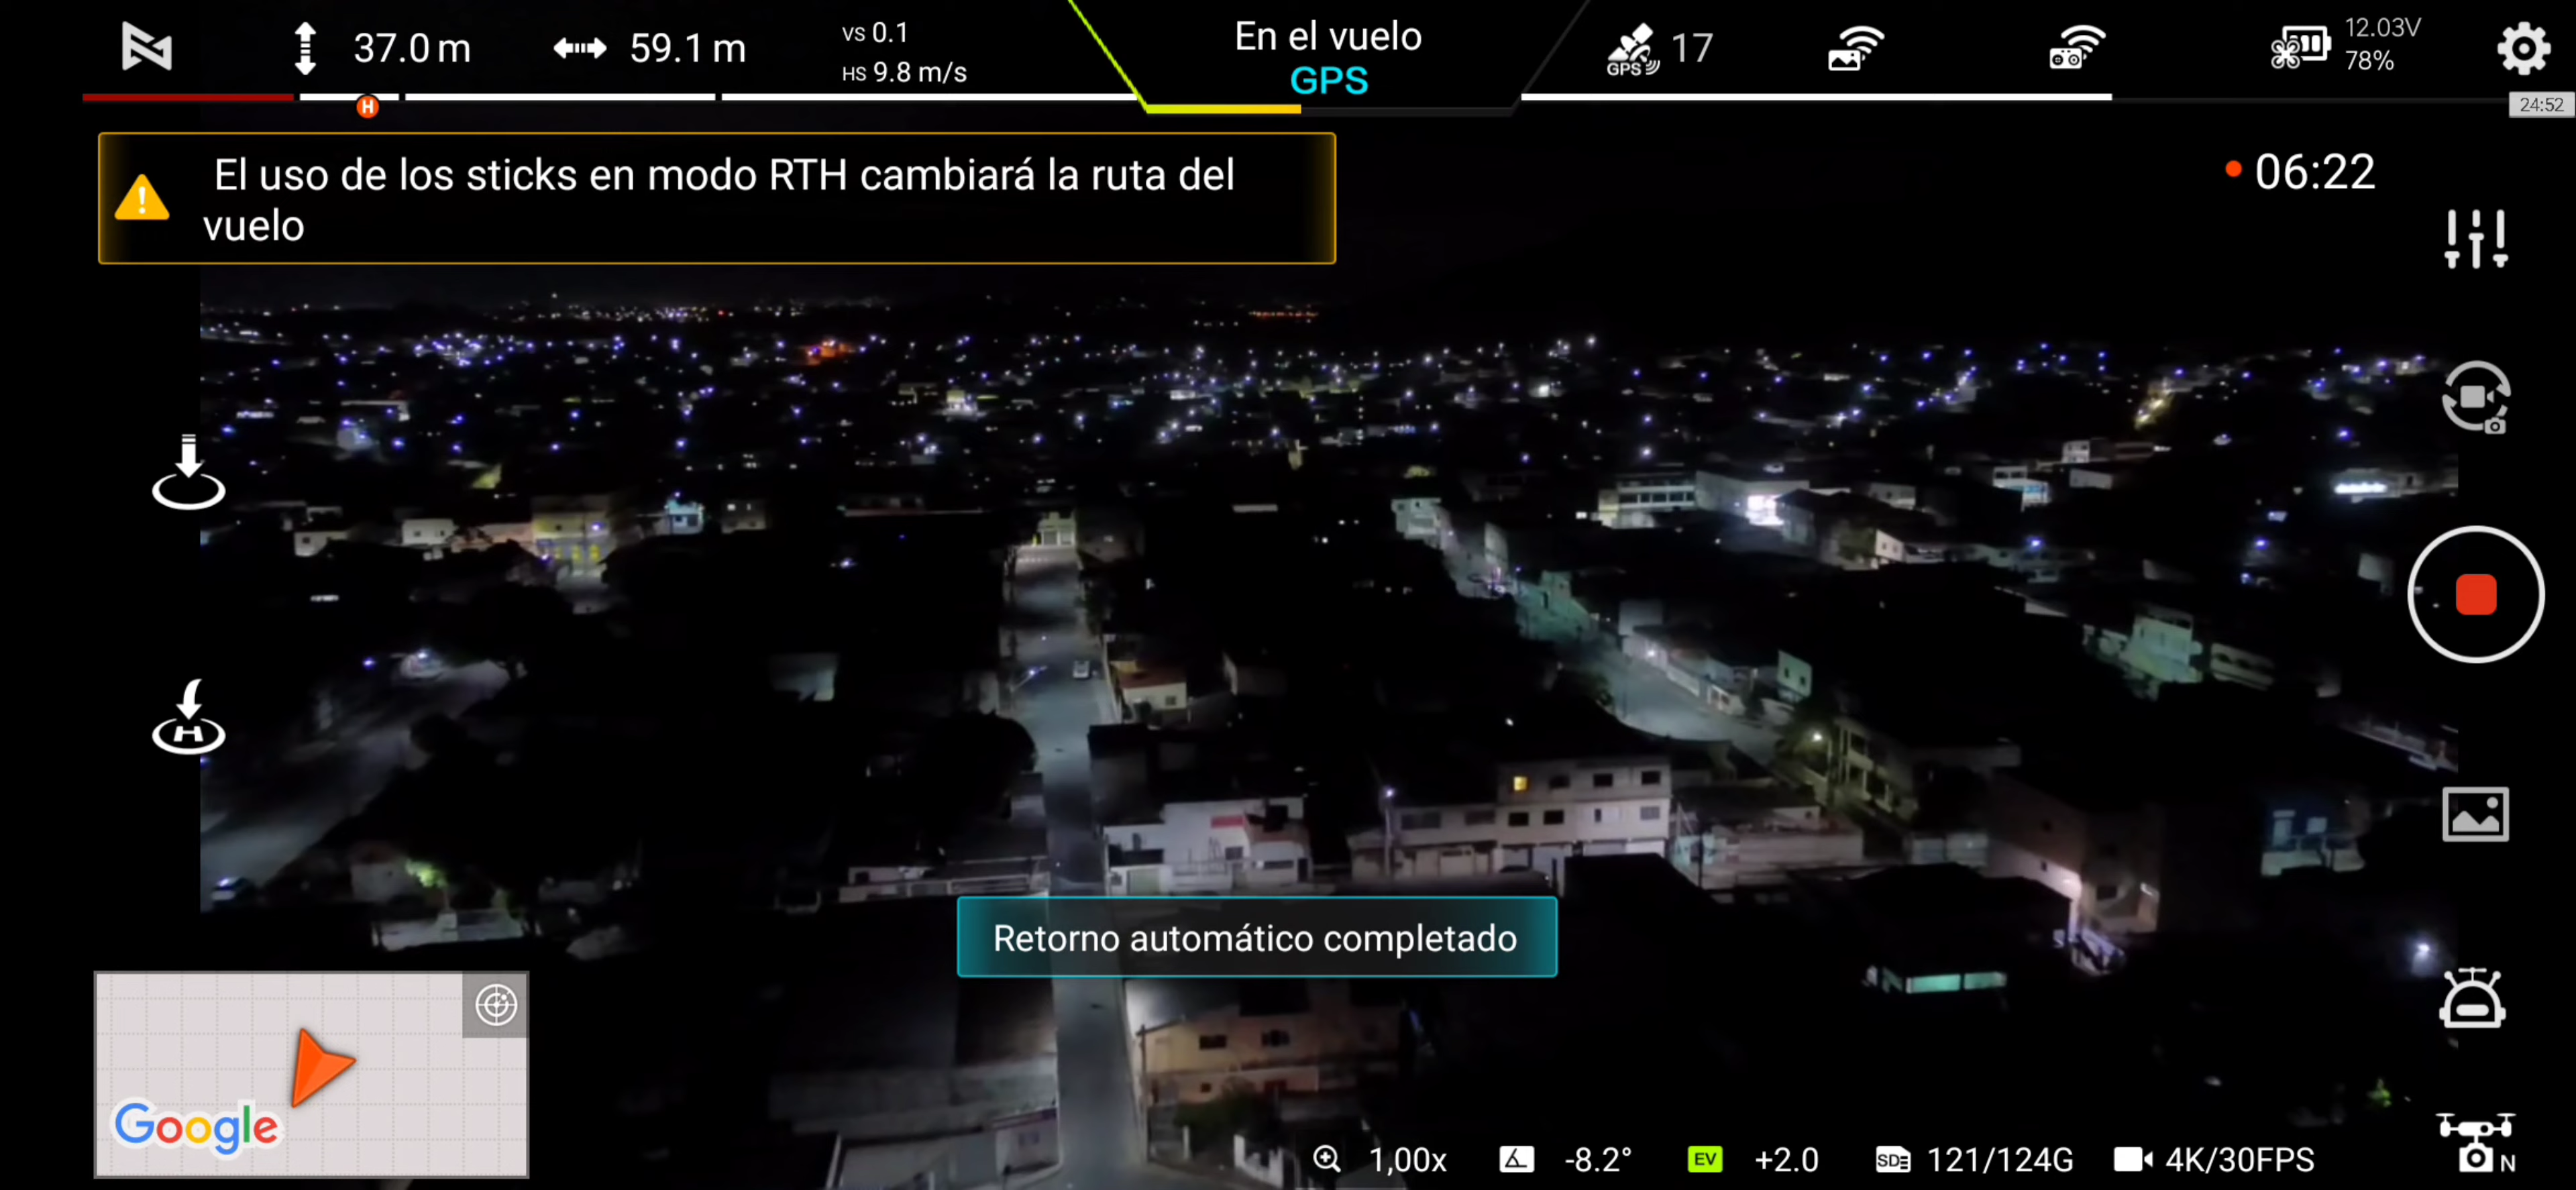 37.0 m
59.1 m
VS 0.1
HS 9.8 m/s
En el vuelo
GPS
GPS
17
12.03V
78%
H
24:52
El uso de los sticks en modo RTH cambiará la ruta del
vuelo
06:22
H
Retorno automático completado
Google
1,00x
-8.2°
EV
+2.0
SD
121/124G
4K/30FPS
N